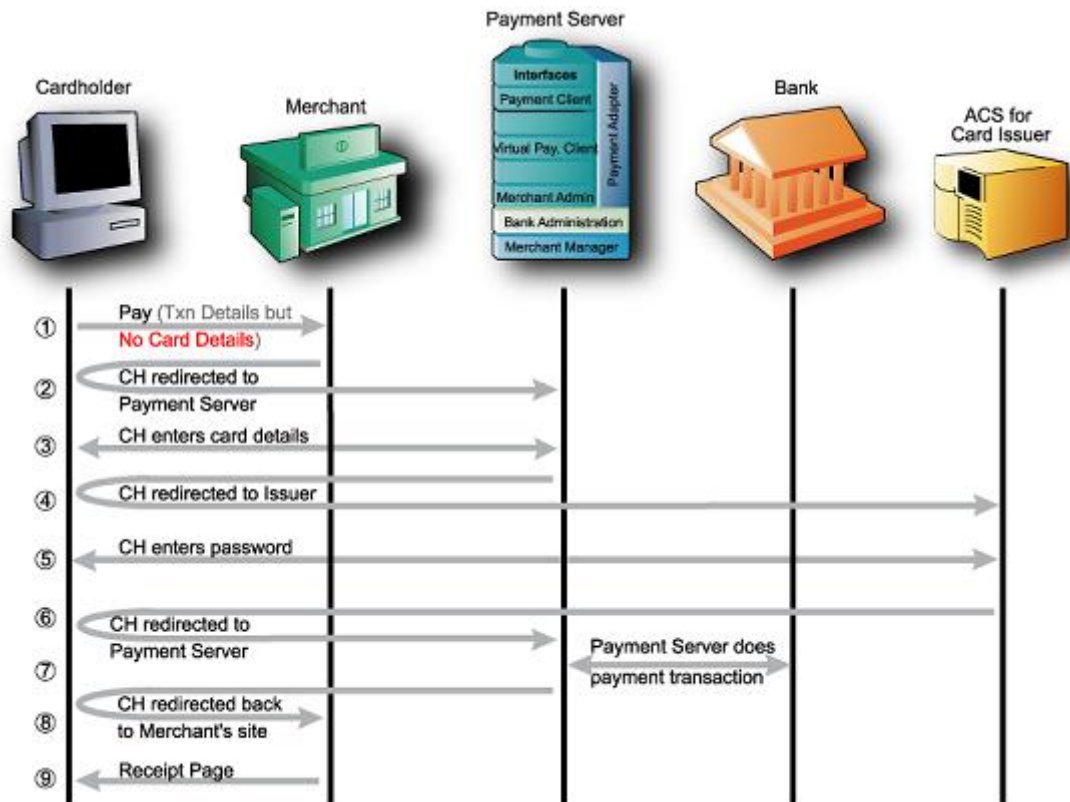 Payment Server
Cardholder
Merchant
Bank
ACS for
Card Issuer
Interfaces
Payment Client
Virtual Pay. Client
Merchant Admin
Payment Adapter
Bank Administration
Merchant Manager
① Pay (Txn Details but
No Card Details)
② CH redirected to
Payment Server
③ CH enters card details
④ CH redirected to Issuer
⑤ CH enters password
⑥ CH redirected to
Payment Server
⑦ Payment Server does
payment transaction
⑧ CH redirected back
to Merchant's site
⑨ Receipt Page